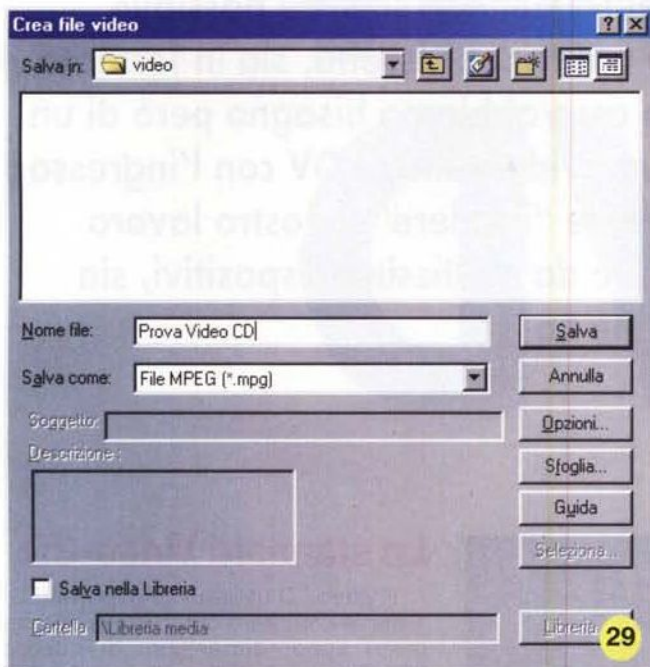 Crea file video
Salva in: video
Nome file: Prova Video CD
Salva
Salva come: File MPEG (*.mpg)
Annulla
Soggetto:
Opzioni...
Descrizione:
Sfoglia...
Guida
Seleziona...
Salva nella Libreria
Cartella \Libreria media
Libreria
29